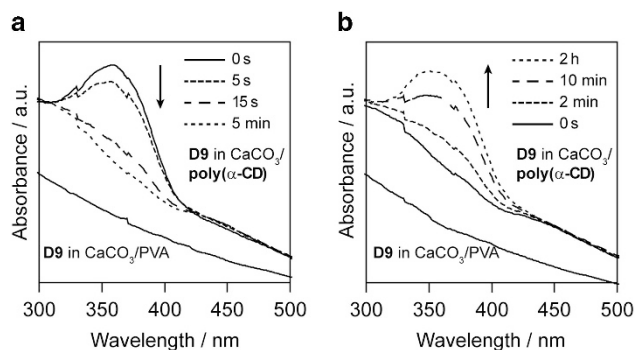 a
0 s
5 s
15 s
5 min
D9 in CaCO₃/
poly(α-CD)
D9 in CaCO₃/PVA
Absorbance / a.u.
300 350 400 450 500
Wavelength / nm
b
2 h
10 min
2 min
0 s
D9 in CaCO₃/
poly(α-CD)
D9 in CaCO₃/PVA
Absorbance / a.u.
300 350 400 450 500
Wavelength / nm